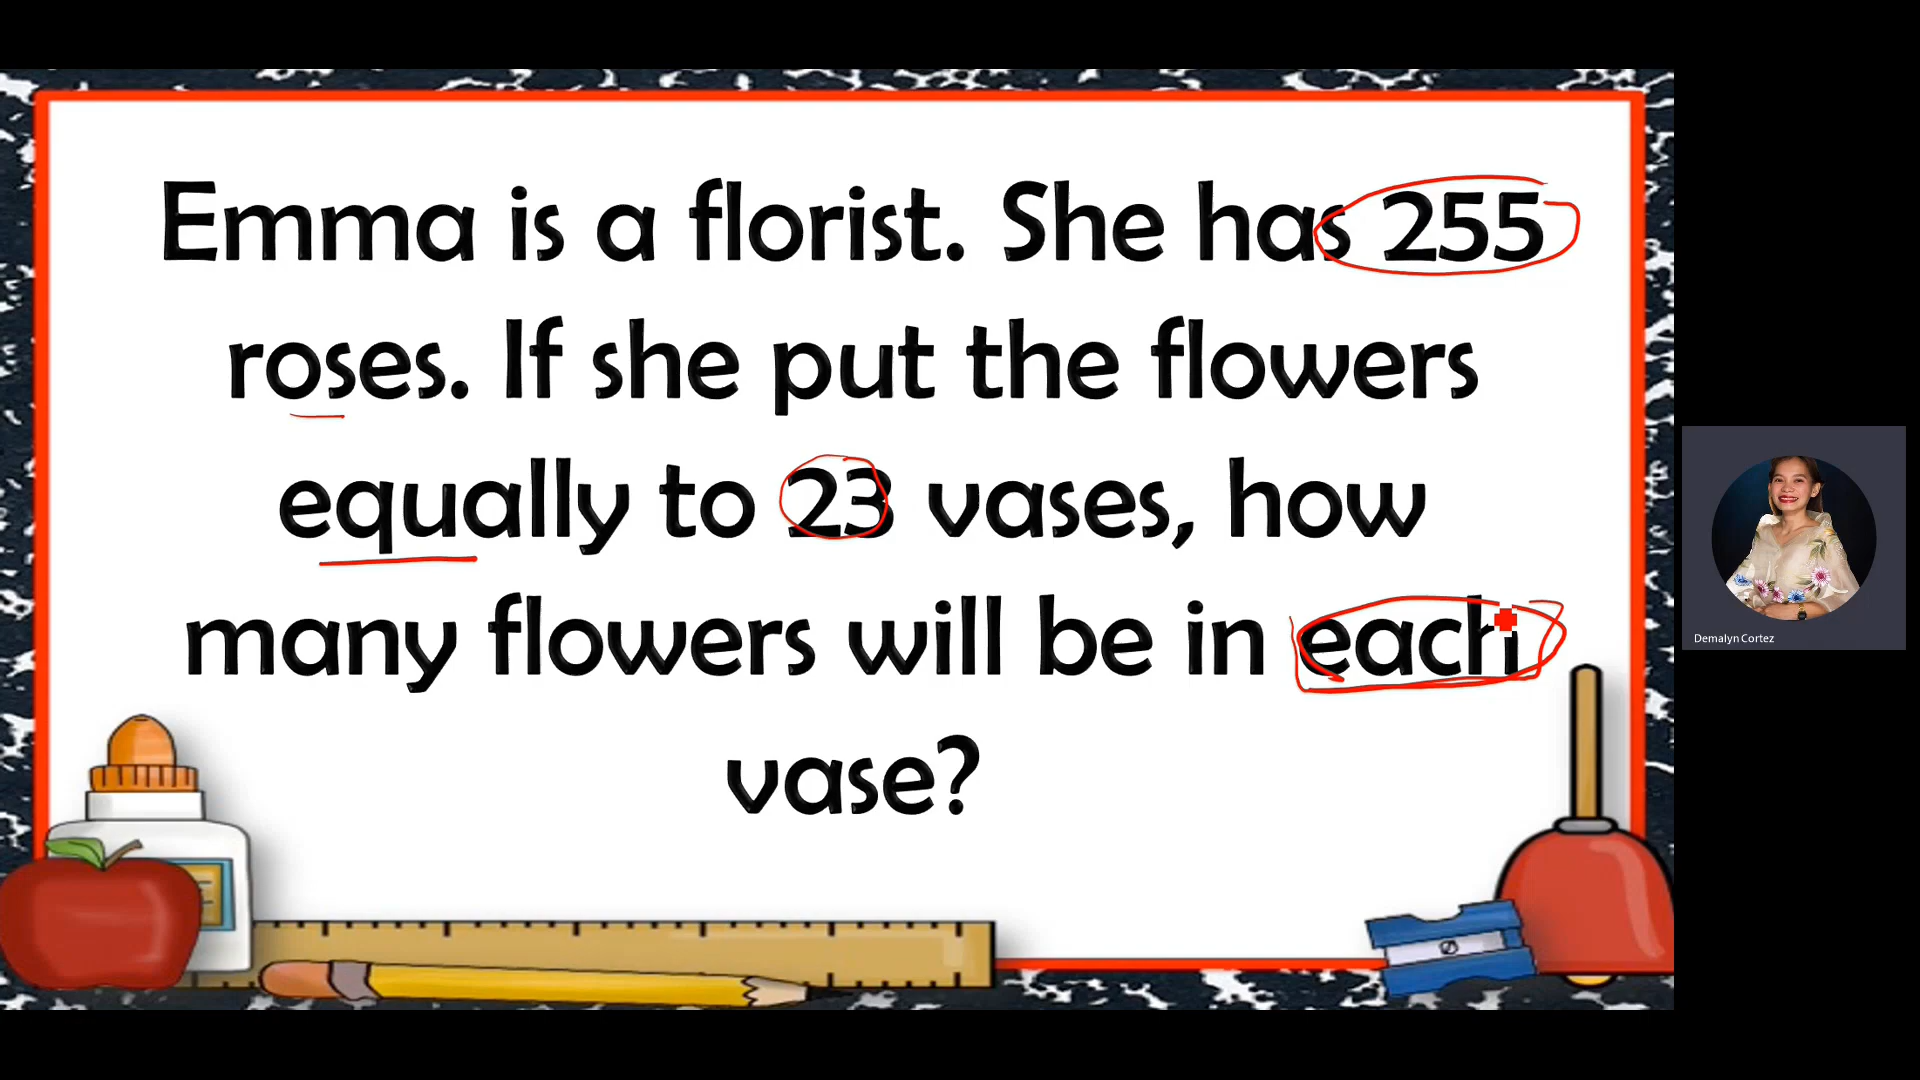 Emma is a florist. She has 255
roses. If she put the flowers
equally to 23 vases, how
many flowers will be in each
vase?
Demalyn Cortez